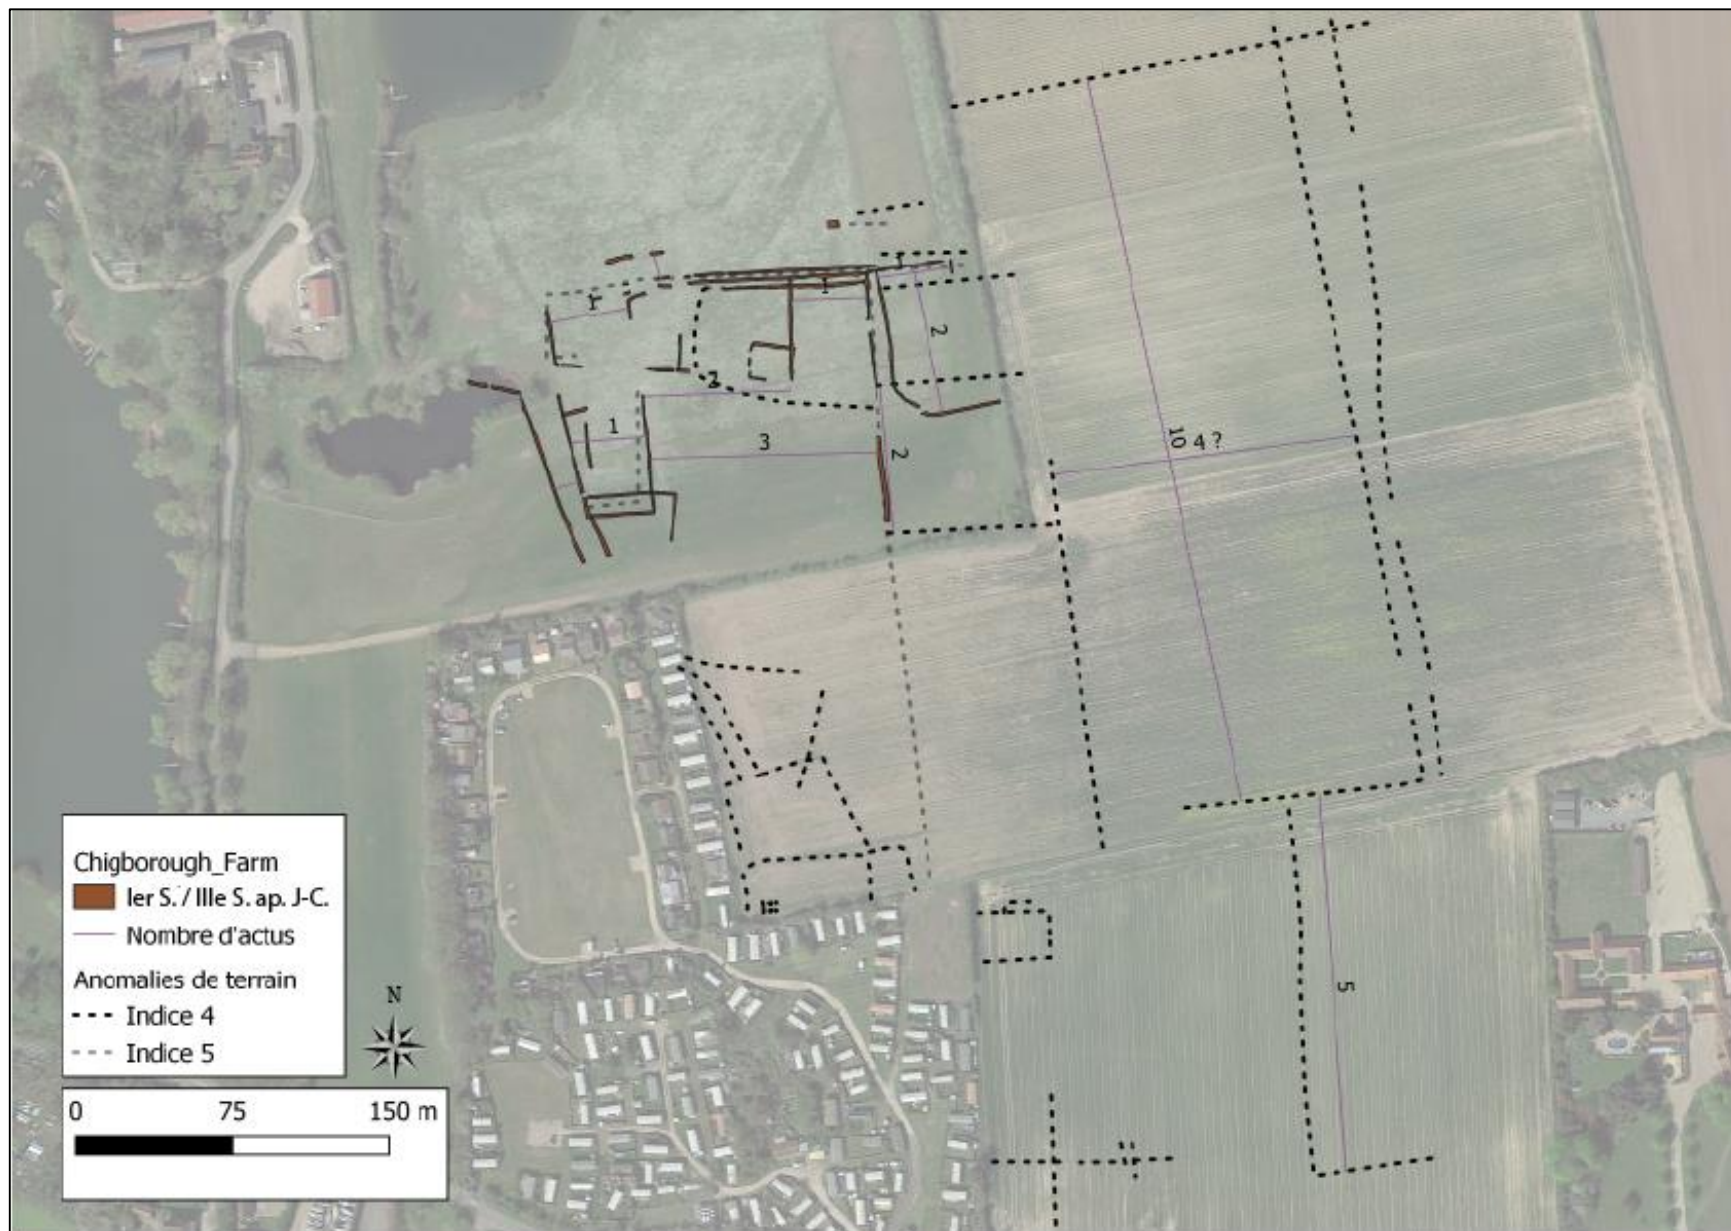 1
1
1
2
2
10 4 ?
1
3
2
5
Chigborough_Farm
Ier S. / IIIe S. ap. J-C.
Nombre d'actus
Anomalies de terrain
Indice 4
Indice 5
N
0 75 150 m